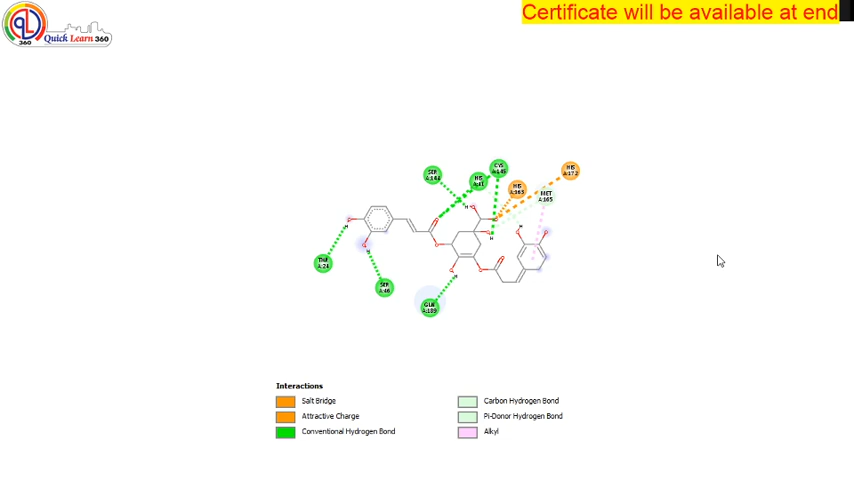 Certificate will be available at end
360
Quick Learn 360
SER
A:144
HIS
A:41
CYS
A:145
HIS
A:163
HIS
A:172
MET
A:165
THR
A:24
SER
A:46
GLN
A:189
H
H
H
H
H
H
Interactions
Salt Bridge
Attractive Charge
Conventional Hydrogen Bond
Carbon Hydrogen Bond
Pi-Donor Hydrogen Bond
Alkyl